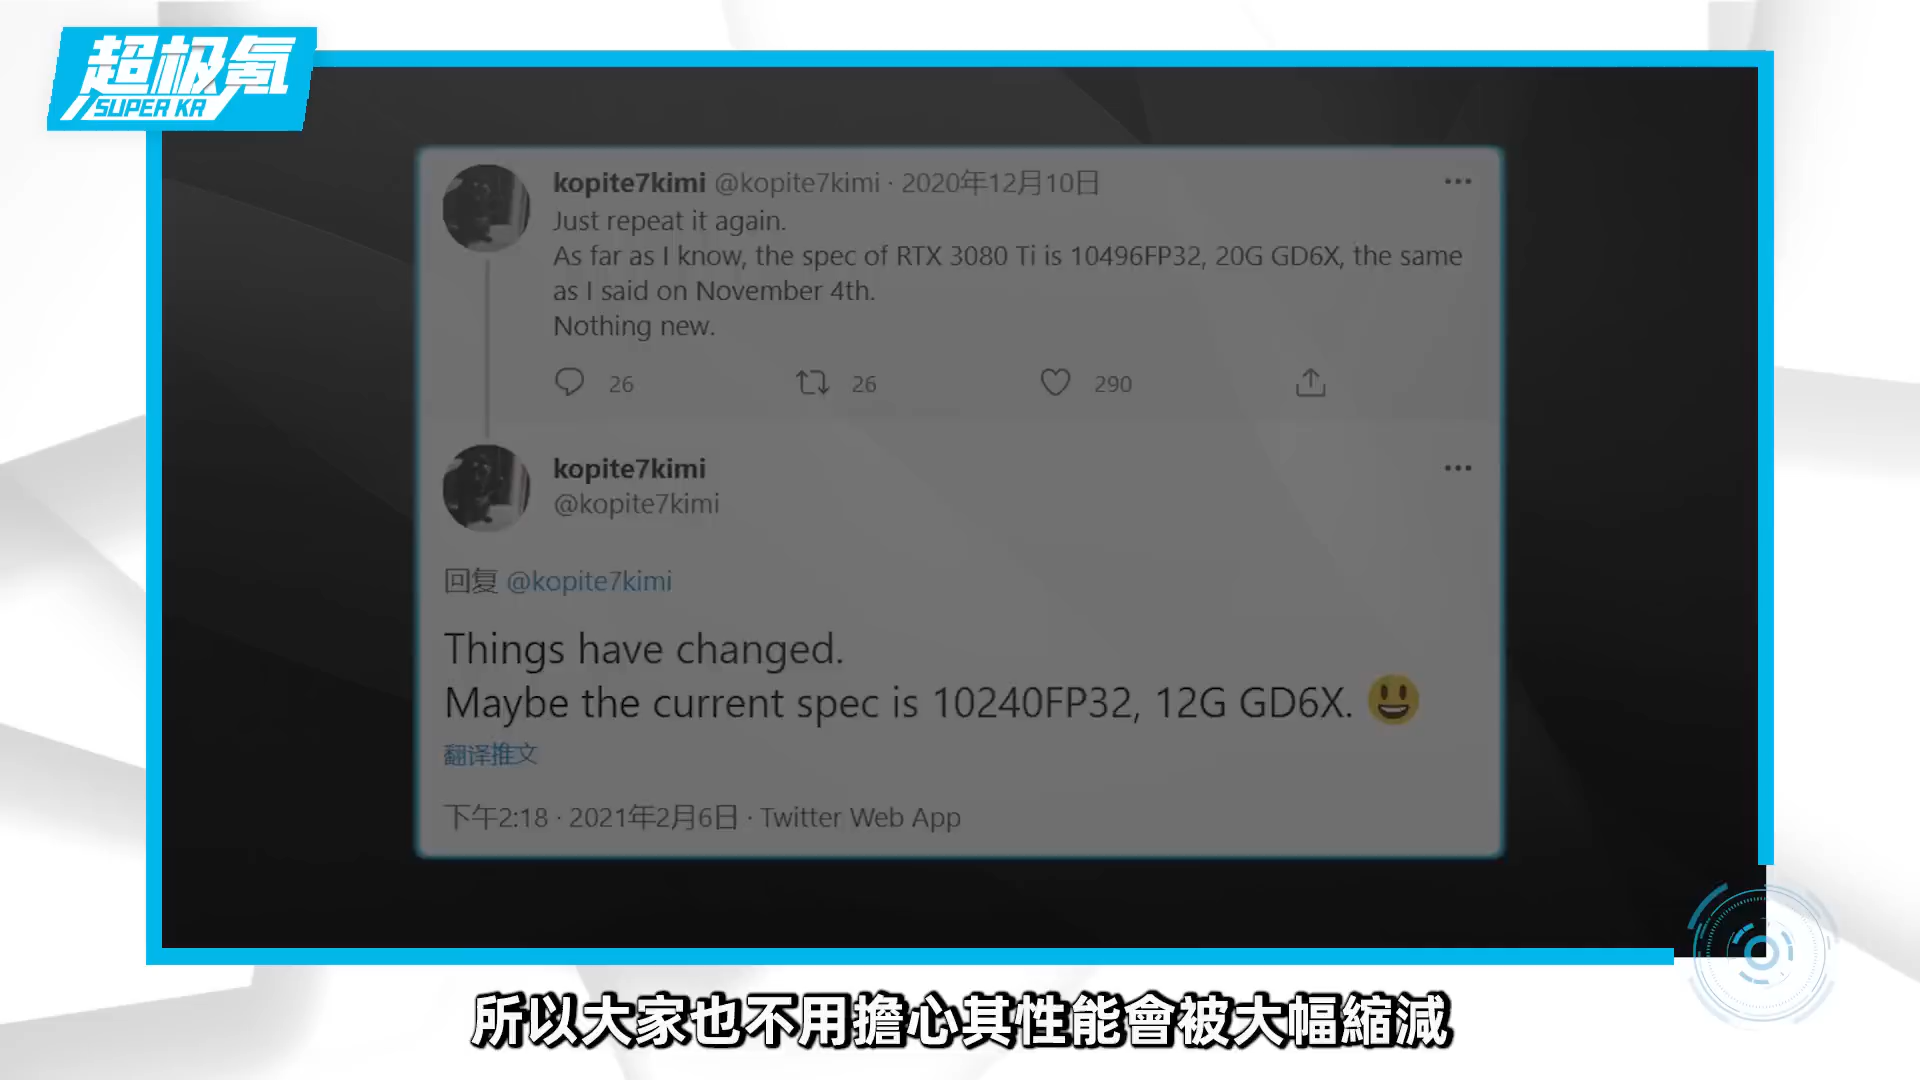 超极氪
SUPER KR
kopite7kimi @kopite7kimi · 2020年12月10日
Just repeat it again.
As far as I know, the spec of RTX 3080 Ti is 10496FP32, 20G GD6X, the same
as I said on November 4th.
Nothing new.
26 26 290
kopite7kimi
@kopite7kimi
回复 @kopite7kimi
Things have changed.
Maybe the current spec is 10240FP32, 12G GD6X. 😃
翻译推文
下午2:18 · 2021年2月6日 · Twitter Web App
所以大家也不用擔心其性能會被大幅縮減